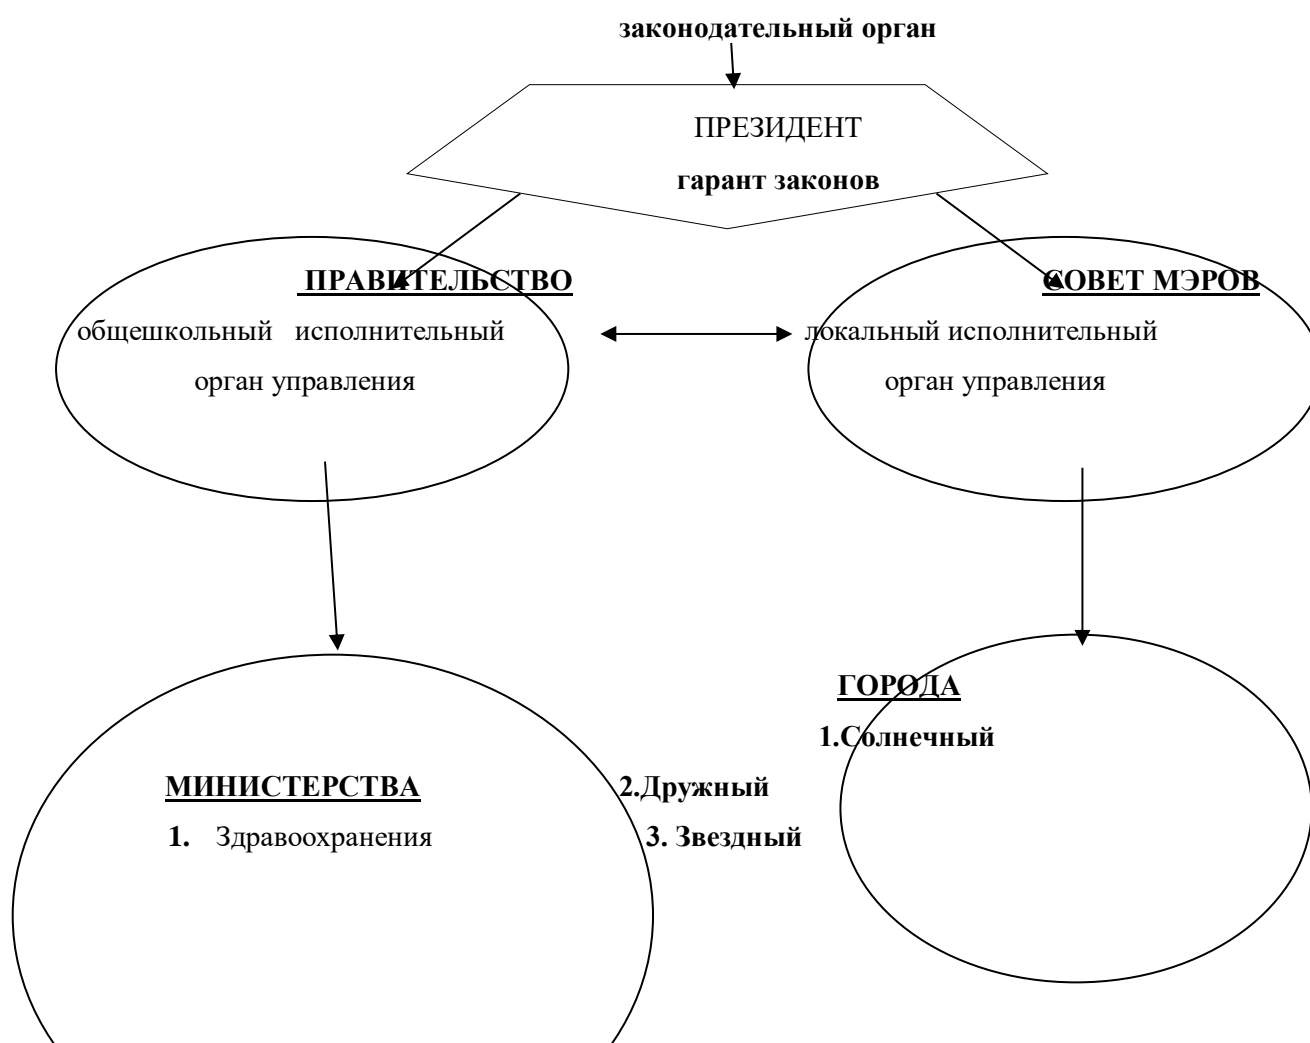 законодательный орган
ПРЕЗИДЕНТ
гарант законов
ПРАВИТЕЛЬСТВО СОВЕТ МЭРОВ
общешкольный исполнительный локальный исполнительный
орган управления орган управления
ГОРОДА
1.Солнечный
МИНИСТЕРСТВА 2.Дружный
1. Здравоохранения 3. Звездный